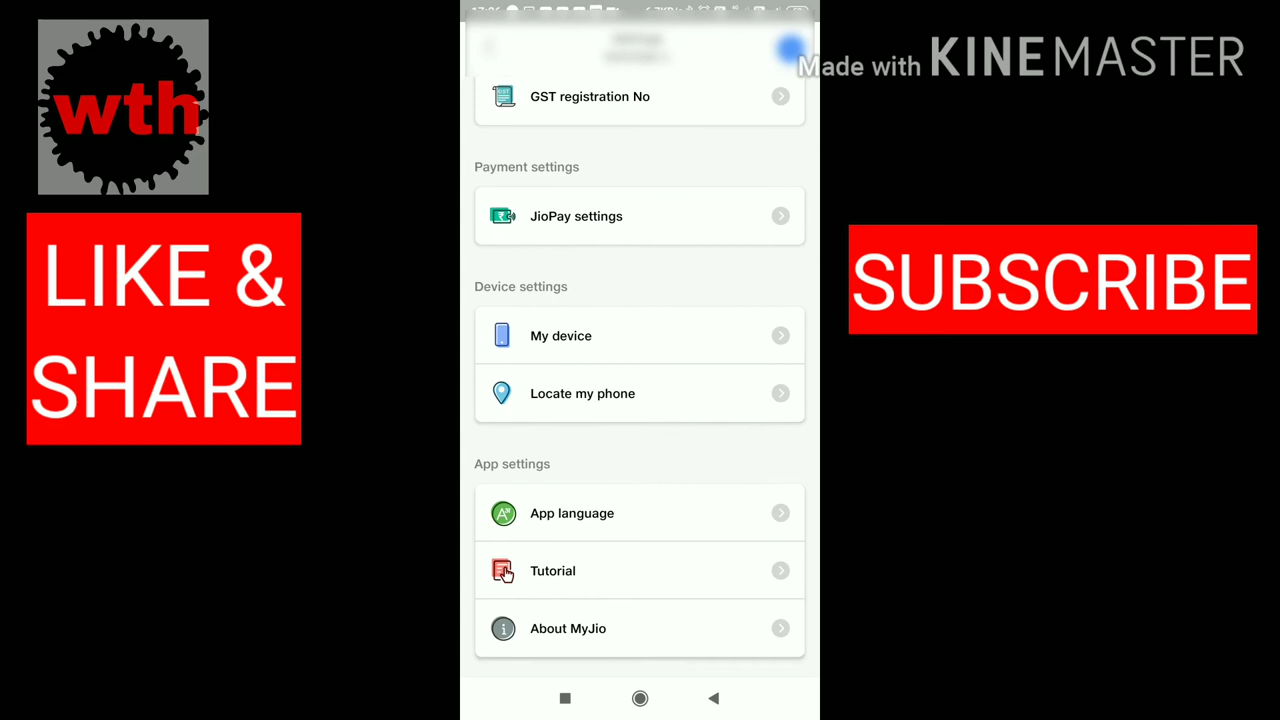 wth
LIKE &
SHARE
Made with KINEMASTER
SUBSCRIBE
GST registration No
Payment settings
JioPay settings
Device settings
My device
Locate my phone
App settings
App language
Tutorial
About MyJio